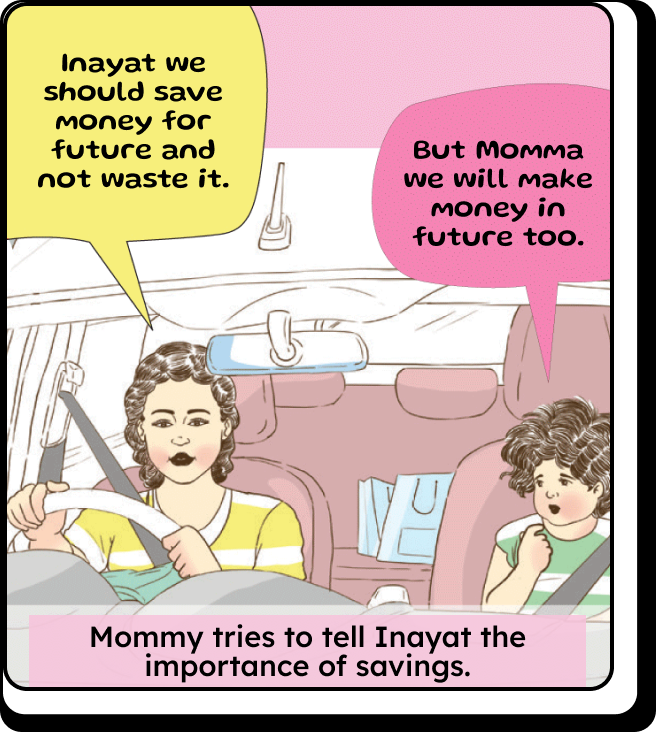 Inayat we
should save
money for
future and
not waste it.
But Momma
we will make
money in
future too.
Mommy tries to tell Inayat the
importance of savings.